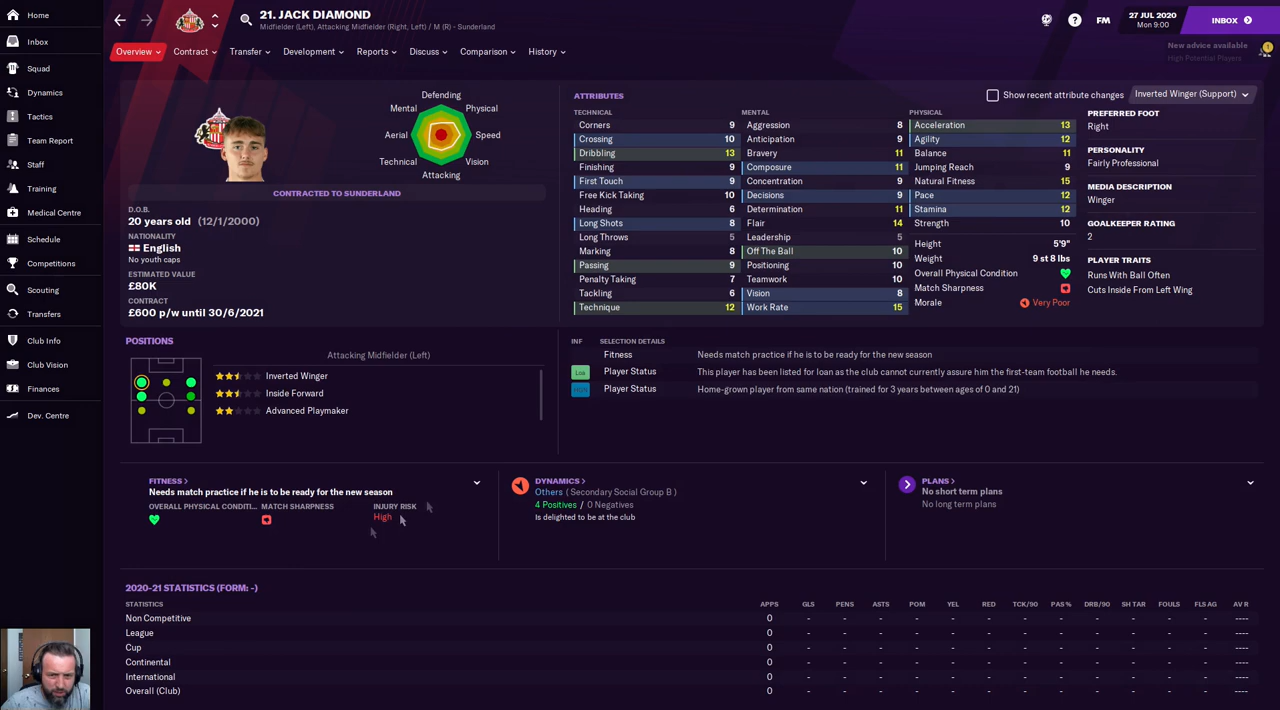 Home
21. JACK DIAMOND
Midfielder (Left), Attacking Midfielder (Right, Left) / M (R) - Sunderland
FM
27 JUL 2020
Mon 9:00
INBOX
Inbox
Overview
Contract
Transfer
Development
Reports
Discuss
Comparison
History
New advice available
High Potential Players
Squad
Dynamics
Tactics
Team Report
Staff
Training
Medical Centre
Schedule
Competitions
Scouting
Transfers
Club Info
Club Vision
Finances
Dev. Centre
Defending
Mental
Physical
Aerial
Speed
Technical
Vision
Attacking
CONTRACTED TO SUNDERLAND
D.O.B.
20 years old (12/1/2000)
NATIONALITY
English
No youth caps
ESTIMATED VALUE
£80K
CONTRACT
£600 p/w until 30/6/2021
ATTRIBUTES
Show recent attribute changes
Inverted Winger (Support)
TECHNICAL
Corners 9
Crossing 10
Dribbling 13
Finishing 9
First Touch 9
Free Kick Taking 10
Heading 6
Long Shots 8
Long Throws 5
Marking 8
Passing 9
Penalty Taking 7
Tackling 6
Technique 12
MENTAL
Aggression 8
Anticipation 9
Bravery 11
Composure 11
Concentration 9
Decisions 9
Determination 11
Flair 14
Leadership 5
Off The Ball 10
Positioning 10
Teamwork 10
Vision 8
Work Rate 15
PHYSICAL
Acceleration 13
Agility 12
Balance 11
Jumping Reach 9
Natural Fitness 15
Pace 12
Stamina 12
Strength 10
Height 5'9"
Weight 9 st 8 lbs
Overall Physical Condition
Match Sharpness
Morale Very Poor
PREFERRED FOOT
Right
PERSONALITY
Fairly Professional
MEDIA DESCRIPTION
Winger
GOALKEEPER RATING
2
PLAYER TRAITS
Runs With Ball Often
Cuts Inside From Left Wing
POSITIONS
Attacking Midfielder (Left)
Inverted Winger
Inside Forward
Advanced Playmaker
INF SELECTION DETAILS
Fitness Needs match practice if he is to be ready for the new season
Loa Player Status This player has been listed for loan as the club cannot currently assure him the first-team football he needs.
HGN Player Status Home-grown player from same nation (trained for 3 years between ages of 0 and 21)
FITNESS >
Needs match practice if he is to be ready for the new season
OVERALL PHYSICAL CONDITI... MATCH SHARPNESS INJURY RISK
High
DYNAMICS >
Others (Secondary Social Group B)
4 Positives / 0 Negatives
Is delighted to be at the club
PLANS >
No short term plans
No long term plans
2020-21 STATISTICS (FORM: -)
STATISTICS APPS GLS PENS ASTS POM YEL RED TCK/90 PAS % DRB/90 SH TAR FOULS FLS AG AV R
Non Competitive 0 - - - - - - - - - - - - ----
League 0 - - - - - - - - - - - - ----
Cup 0 - - - - - - - - - - - - ----
Continental 0 - - - - - - - - - - - - ----
International 0 - - - - - - - - - - - - ----
Overall (Club) 0 - - - - - - - - - - - - ----